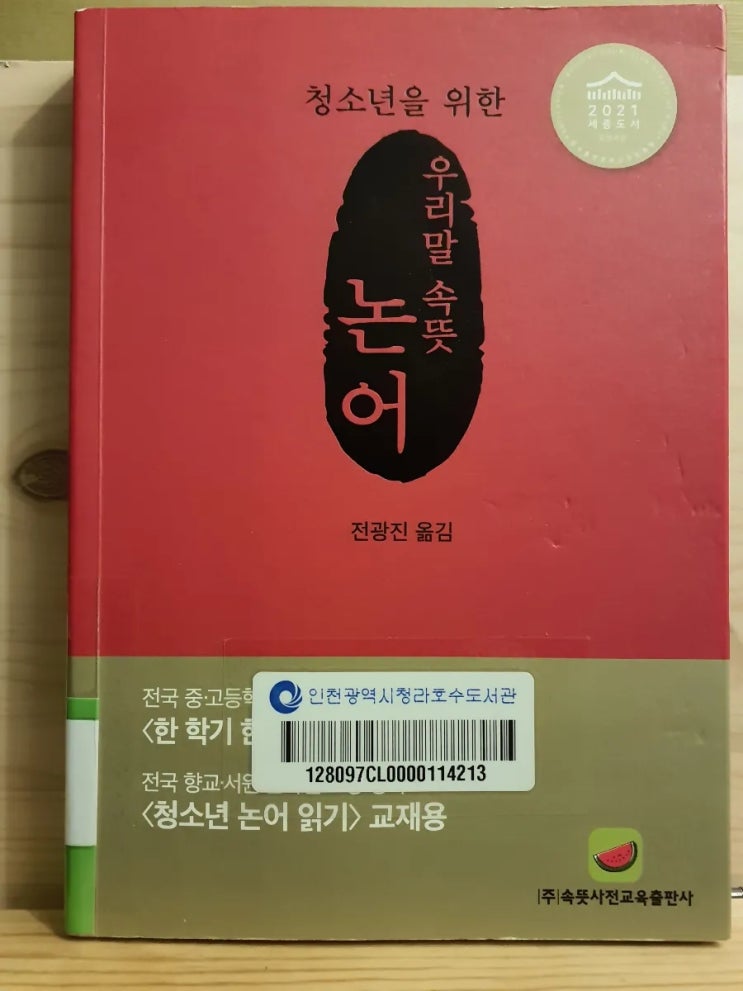 청소년을 위한
우리말 속뜻
논어
2021
세종도서
전광진 옮김
전국 중·고등학
<한 학기 한
인천광역시청라호수도서관
128097CL0000114213
전국 향교·서원
<청소년 논어 읽기> 교재용
|주|속뜻사전교육출판사